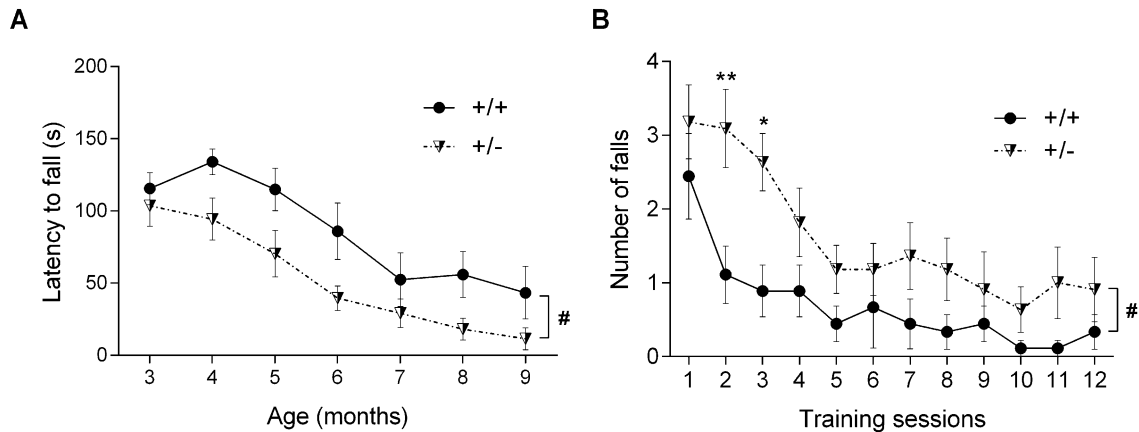 A
Latency to fall (s)
200
150
100
50
0
+/+
+/-
#
3 4 5 6 7 8 9
Age (months)
B
Number of falls
4
3
2
1
0
**
*
+/+
+/-
#
1 2 3 4 5 6 7 8 9 10 11 12
Training sessions